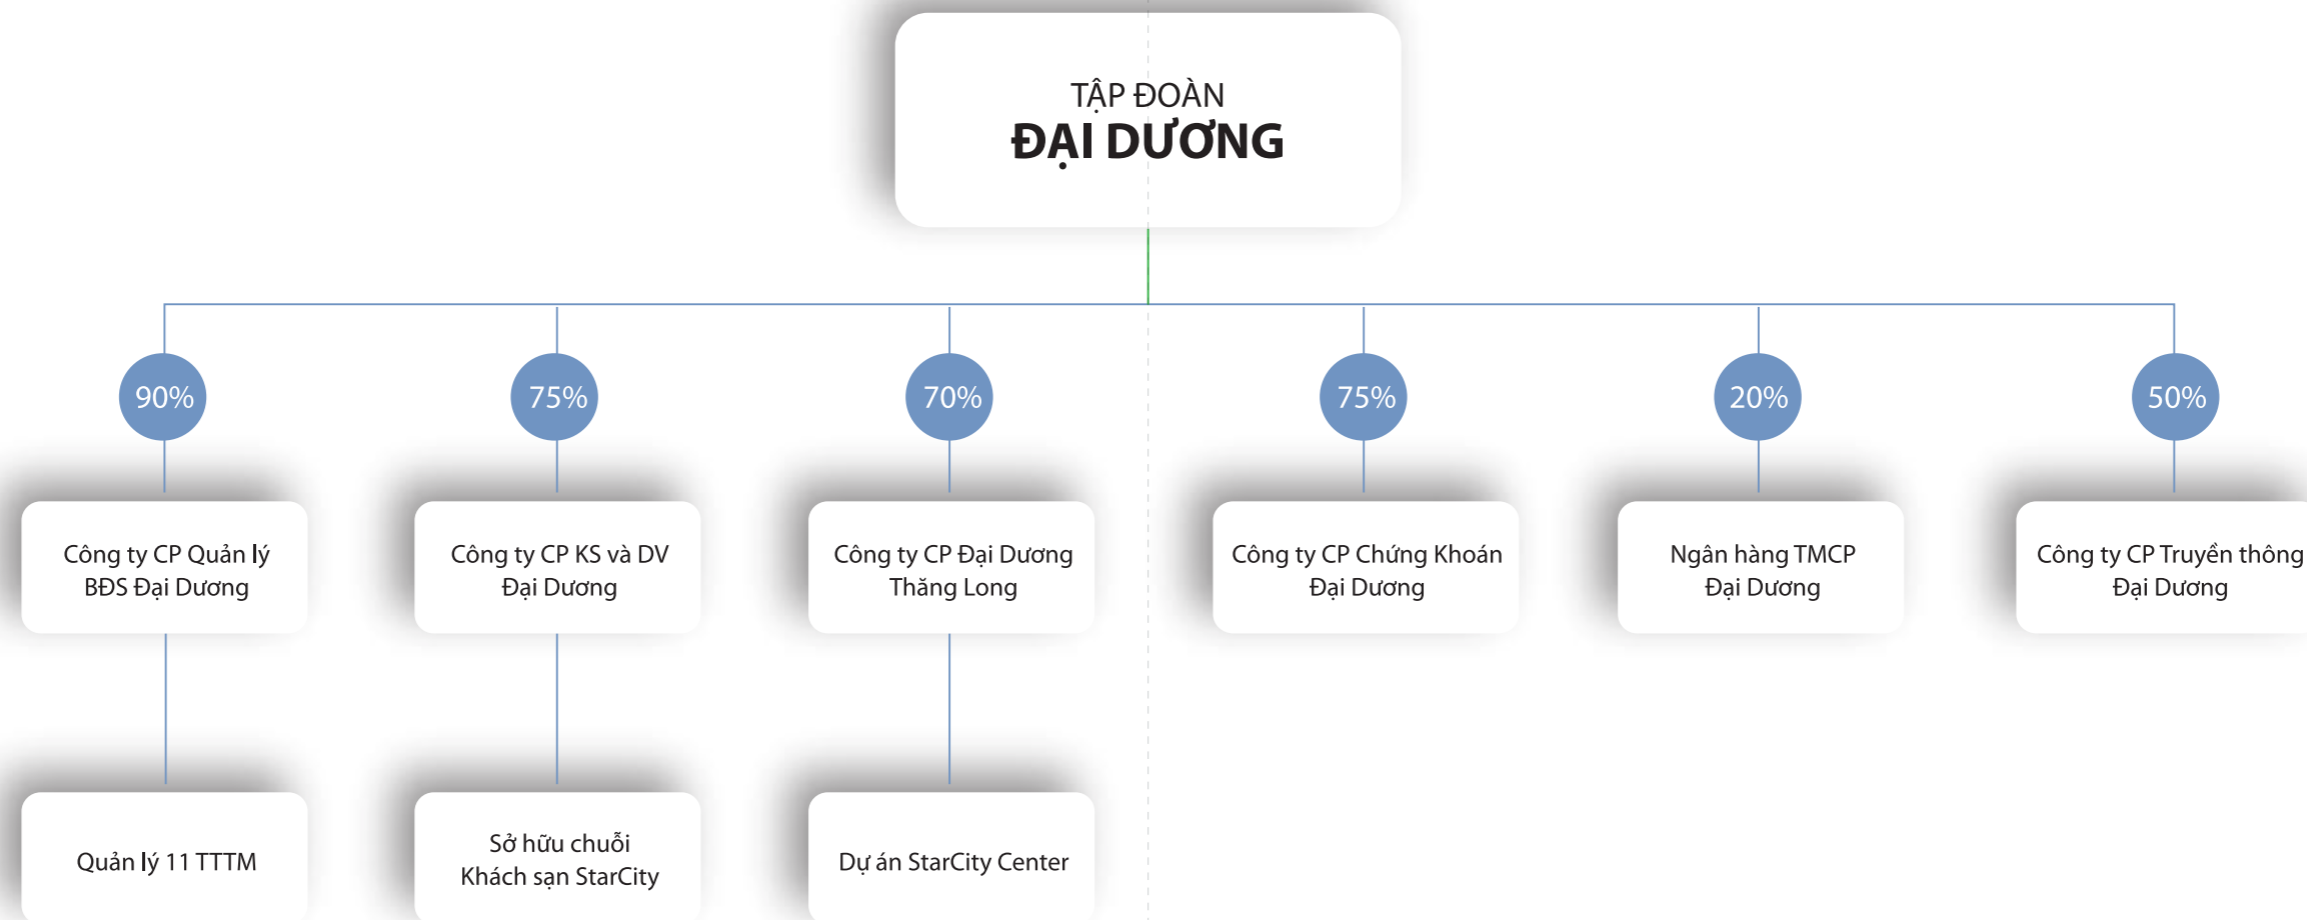 TẬP ĐOÀN
ĐẠI DƯƠNG
90%
75%
70%
75%
20%
50%
Công ty CP Quản lý
BĐS Đại Dương
Công ty CP KS và DV
Đại Dương
Công ty CP Đại Dương
Thăng Long
Công ty CP Chứng Khoán
Đại Dương
Ngân hàng TMCP
Đại Dương
Công ty CP Truyền thông
Đại Dương
Quản lý 11 TTTM
Sở hữu chuỗi
Khách sạn StarCity
Dự án StarCity Center